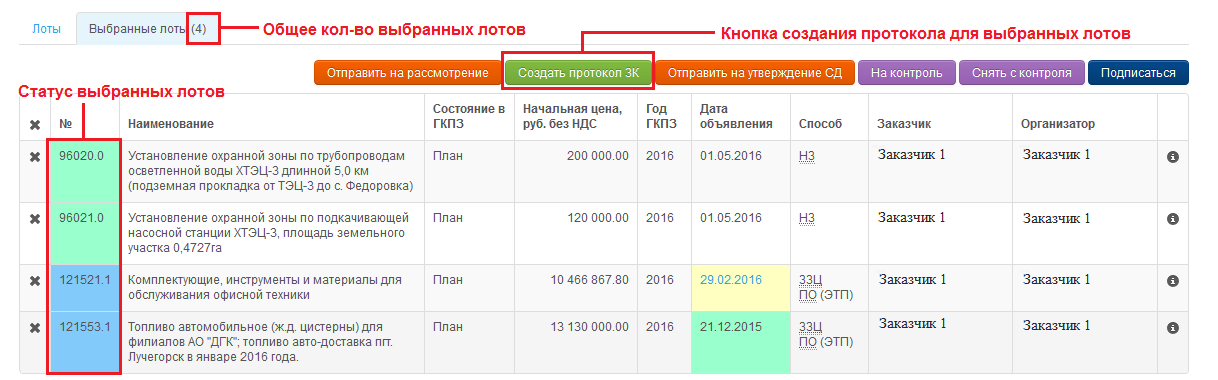 Лоты
Выбранные лоты (4)
Общее кол-во выбранных лотов
Кнопка создания протокола для выбранных лотов
Отправить на рассмотрение
Создать протокол ЗК
Отправить на утверждение СД
На контроль
Снять с контроля
Подписаться
Статус выбранных лотов
№
Наименование
Состояние в
ГКПЗ
Начальная цена,
руб. без НДС
Год
ГКПЗ
Дата
объявления
Способ
Заказчик
Организатор
96020.0
Установление охранной зоны по трубопроводам
осветленной воды ХТЭЦ-3 длинной 5,0 км
(подземная прокладка от ТЭЦ-3 до с. Федоровка)
План
200 000.00
2016
01.05.2016
НЗ
Заказчик 1
Заказчик 1
96021.0
Установление охранной зоны по подкачивающей
насосной станции ХТЭЦ-3, площадь земельного
участка 0,4727га
План
120 000.00
2016
01.05.2016
НЗ
Заказчик 1
Заказчик 1
121521.1
Комплектующие, инструменты и материалы для
обслуживания офисной техники
План
10 466 867.80
2016
29.02.2016
ЗЗЦ
ПО (ЭТП)
Заказчик 1
Заказчик 1
121553.1
Топливо автомобильное (ж.д. цистерны) для
филиалов АО "ДГК"; топливо авто-доставка пгт.
Лучегорск в январе 2016 года.
План
13 130 000.00
2016
21.12.2015
ЗЗЦ
ПО (ЭТП)
Заказчик 1
Заказчик 1